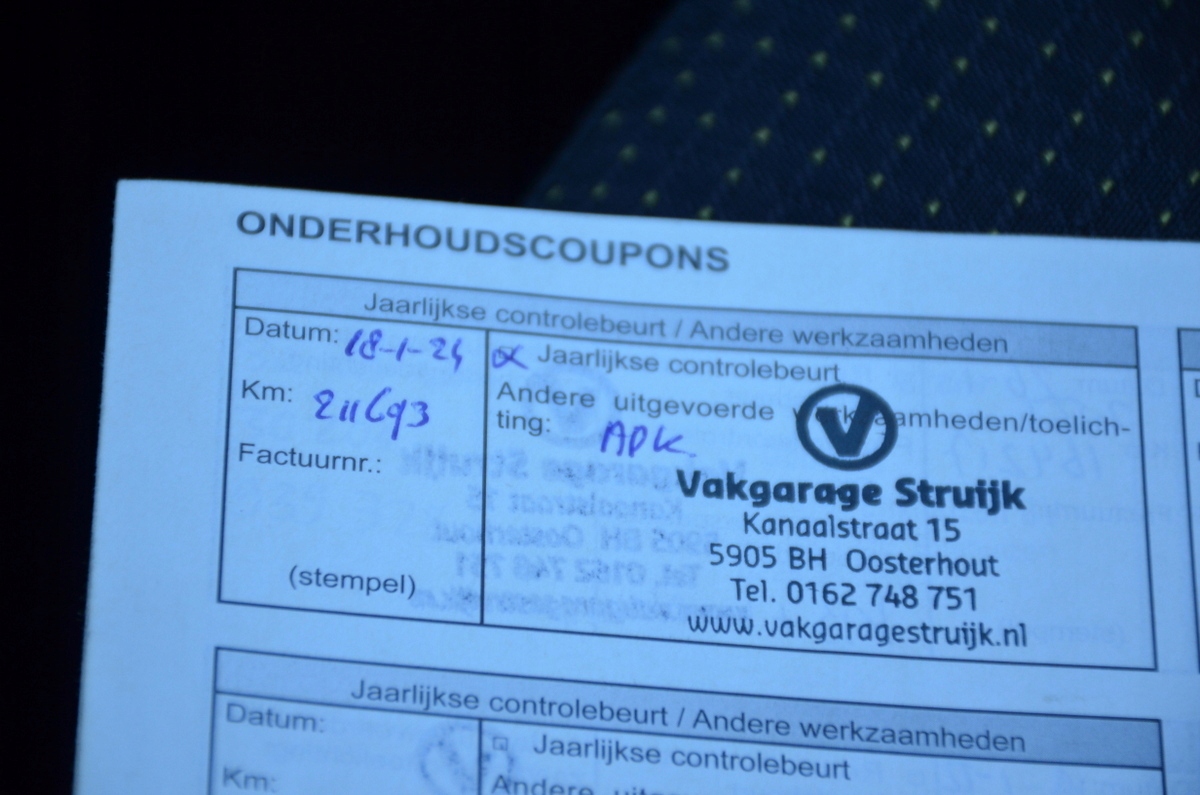 ONDERHOUDSCOUPONS
Jaarlijkse controlebeurt / Andere werkzaamheden
Datum: 18-1-24
Jaarlijkse controlebeurt
Km: 211693
Andere uitgevoerde werkzaamheden/toelich-
ting: APK
Factuurnr.:
(stempel)
Vakgarage Struijk
Kanaalstraat 15
5905 BH Oosterhout
Tel. 0162 748 751
www.vakgaragestruijk.nl
Jaarlijkse controlebeurt / Andere werkzaamheden
Datum:
Jaarlijkse controlebeurt
Km:
Andere